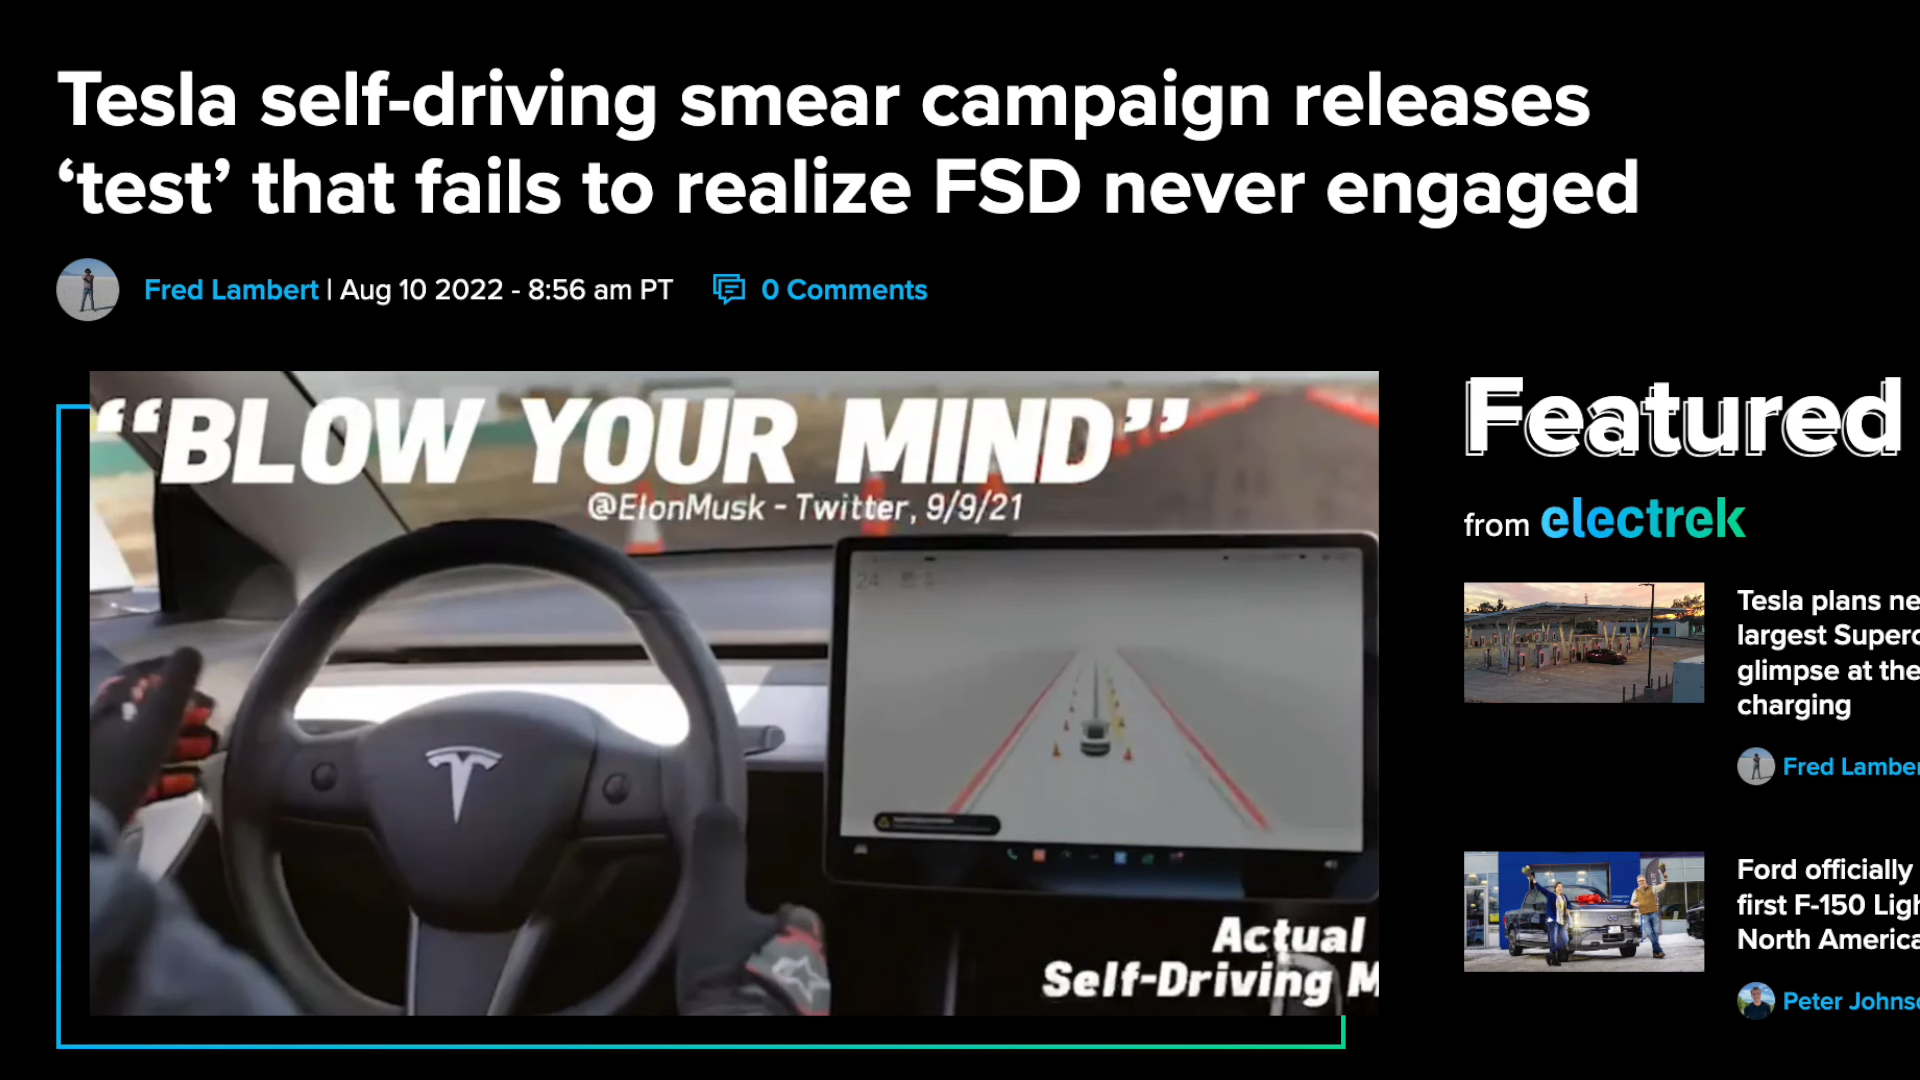 Tesla self-driving smear campaign releases
‘test’ that fails to realize FSD never engaged
Fred Lambert | Aug 10 2022 - 8:56 am PT
0 Comments
“BLOW YOUR MIND”
@ElonMusk - Twitter, 9/9/21
24
Actual
Self-Driving M
Featured
from electrek
Tesla plans ne
largest Superc
glimpse at the
charging
Fred Lamber
Ford officially
first F-150 Ligh
North America
Peter Johnso